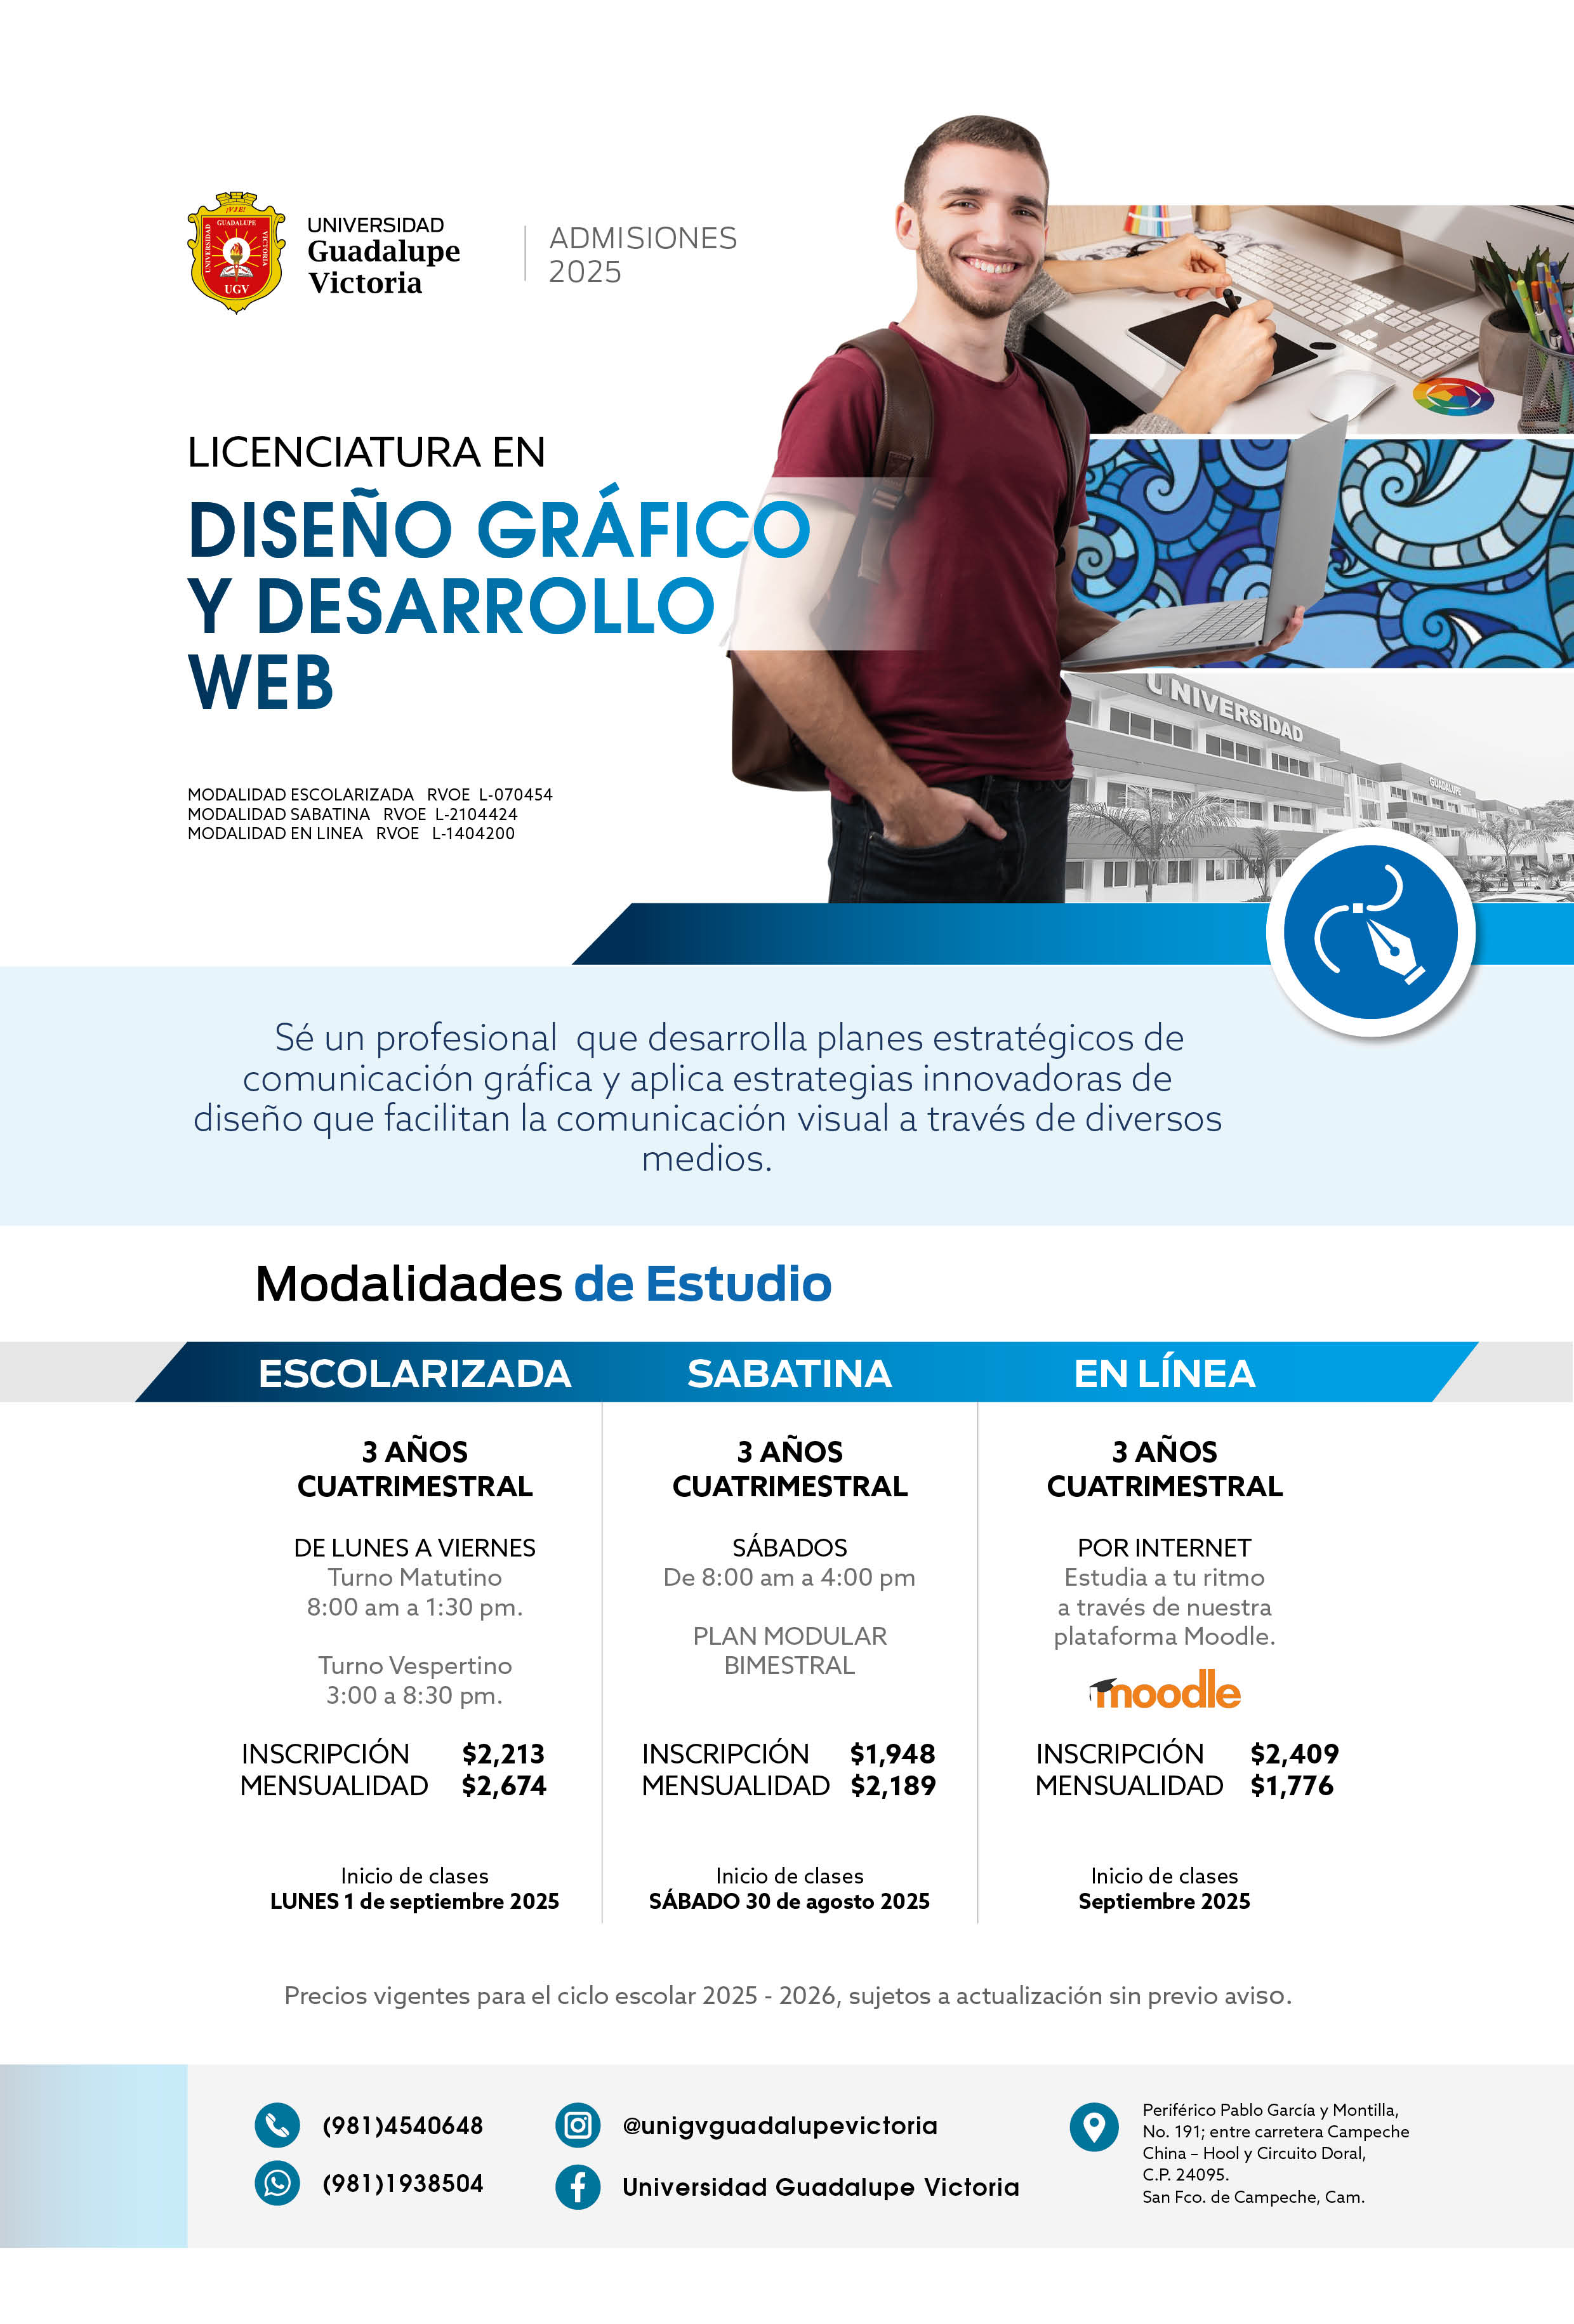 ¡VIE!
UNIVERSIDAD
GUADALUPE
VICTORIA
UGV
UNIVERSIDAD
Guadalupe
Victoria
ADMISIONES
2025
LICENCIATURA EN
DISEÑO GRÁFICO
Y DESARROLLO
WEB
UNIVERSIDAD
GUADALUPE
MODALIDAD ESCOLARIZADA RVOE L-070454
MODALIDAD SABATINA RVOE L-2104424
MODALIDAD EN LINEA RVOE L-1404200
Sé un profesional que desarrolla planes estratégicos de
comunicación gráfica y aplica estrategias innovadoras de
diseño que facilitan la comunicación visual a través de diversos
medios.
Modalidades de Estudio
ESCOLARIZADA
3 AÑOS
CUATRIMESTRAL
DE LUNES A VIERNES
Turno Matutino
8:00 am a 1:30 pm.
Turno Vespertino
3:00 a 8:30 pm.
INSCRIPCIÓN $2,213
MENSUALIDAD $2,674
Inicio de clases
LUNES 1 de septiembre 2025
SABATINA
3 AÑOS
CUATRIMESTRAL
SÁBADOS
De 8:00 am a 4:00 pm
PLAN MODULAR
BIMESTRAL
INSCRIPCIÓN $1,948
MENSUALIDAD $2,189
Inicio de clases
SÁBADO 30 de agosto 2025
EN LÍNEA
3 AÑOS
CUATRIMESTRAL
POR INTERNET
Estudia a tu ritmo
a través de nuestra
plataforma Moodle.
moodle
INSCRIPCIÓN $2,409
MENSUALIDAD $1,776
Inicio de clases
Septiembre 2025
Precios vigentes para el ciclo escolar 2025 - 2026, sujetos a actualización sin previo aviso.
(981)4540648
(981)1938504
@unigvguadalupevictoria
Universidad Guadalupe Victoria
Periférico Pablo García y Montilla,
No. 191; entre carretera Campeche
China – Hool y Circuito Doral,
C.P. 24095.
San Fco. de Campeche, Cam.